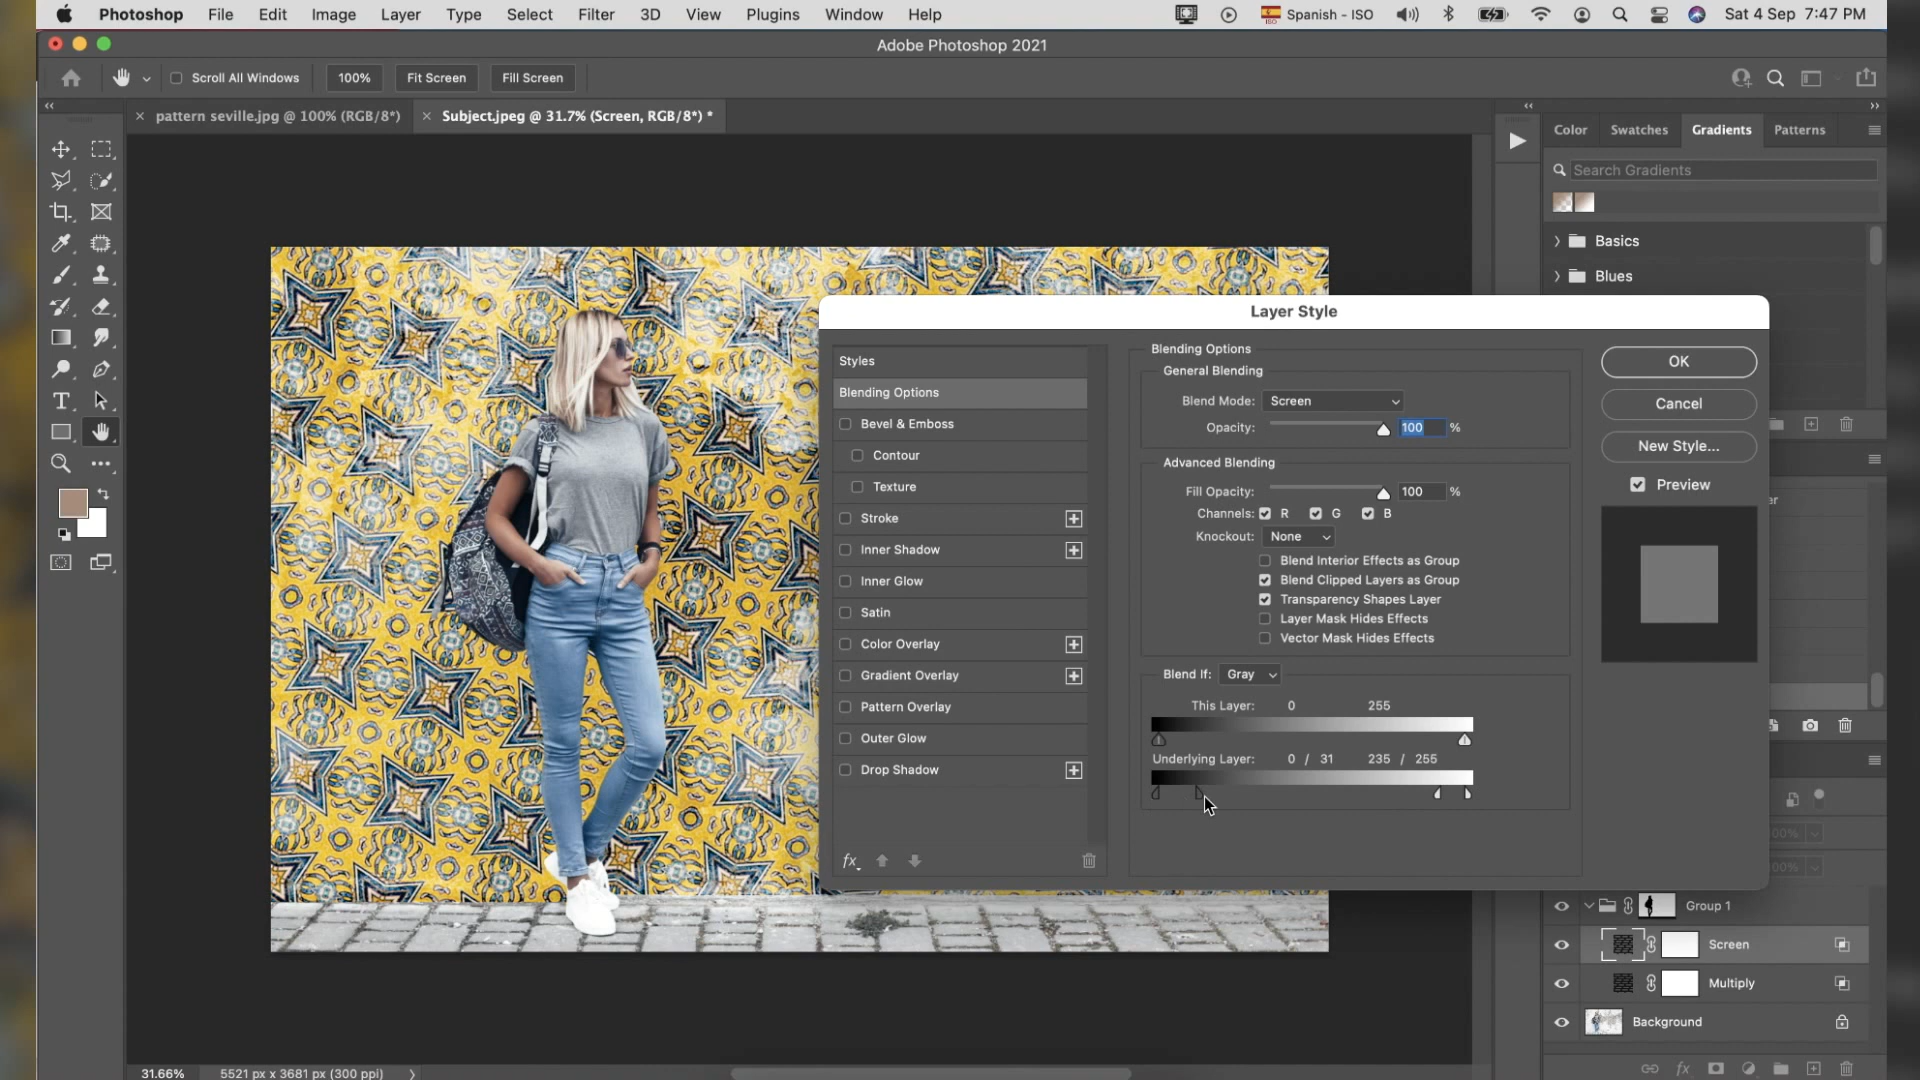 Photoshop File Edit Image Layer Type Select Filter 3D View Plugins Window Help Spanish - ISO Sat 4 Sep 7:47 PM
Adobe Photoshop 2021
Scroll All Windows 100% Fit Screen Fill Screen
pattern seville.jpg @ 100% (RGB/8*) Subject.jpeg @ 31.7% (Screen, RGB/8*) *
Color Swatches Gradients Patterns
Search Gradients
Basics
Blues
Layer Style
Styles
Blending Options
Bevel & Emboss
Contour
Texture
Stroke
Inner Shadow
Inner Glow
Satin
Color Overlay
Gradient Overlay
Pattern Overlay
Outer Glow
Drop Shadow
fx
Blending Options
General Blending
Blend Mode: Screen
Opacity: 100 %
Advanced Blending
Fill Opacity: 100 %
Channels: R G B
Knockout: None
Blend Interior Effects as Group
Blend Clipped Layers as Group
Transparency Shapes Layer
Layer Mask Hides Effects
Vector Mask Hides Effects
Blend If: Gray
This Layer: 0 255
Underlying Layer: 0 / 31 235 / 255
OK
Cancel
New Style...
Preview
Group 1
Screen
Multiply
Background
fx
31.66% 5521 px x 3681 px (300 ppi)